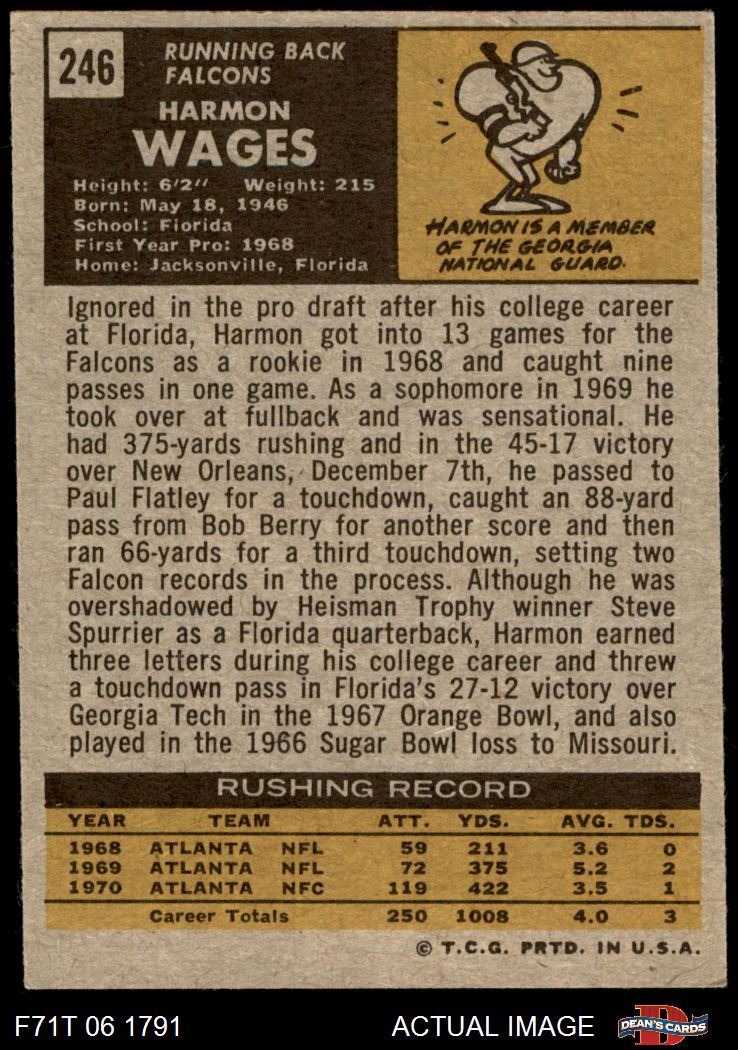 246
RUNNING BACK
FALCONS
HARMON
WAGES
Height: 6'2" Weight: 215
Born: May 18, 1946
School: Florida
First Year Pro: 1968
Home: Jacksonville, Florida
HARMON IS A MEMBER
OF THE GEORGIA
NATIONAL GUARD.
Ignored in the pro draft after his college career
at Florida, Harmon got into 13 games for the
Falcons as a rookie in 1968 and caught nine
passes in one game. As a sophomore in 1969 he
took over at fullback and was sensational. He
had 375-yards rushing and in the 45-17 victory
over New Orleans, December 7th, he passed to
Paul Flatley for a touchdown, caught an 88-yard
pass from Bob Berry for another score and then
ran 66-yards for a third touchdown, setting two
Falcon records in the process. Although he was
overshadowed by Heisman Trophy winner Steve
Spurrier as a Florida quarterback, Harmon earned
three letters during his college career and threw
a touchdown pass in Florida's 27-12 victory over
Georgia Tech in the 1967 Orange Bowl, and also
played in the 1966 Sugar Bowl loss to Missouri.
RUSHING RECORD
YEAR TEAM ATT. YDS. AVG. TDS.
1968 ATLANTA NFL 59 211 3.6 0
1969 ATLANTA NFL 72 375 5.2 2
1970 ATLANTA NFC 119 422 3.5 1
Career Totals 250 1008 4.0 3
© T.C.G. PRTD. IN U.S.A.
F71T 06 1791 ACTUAL IMAGE D DEAN'S CARDS